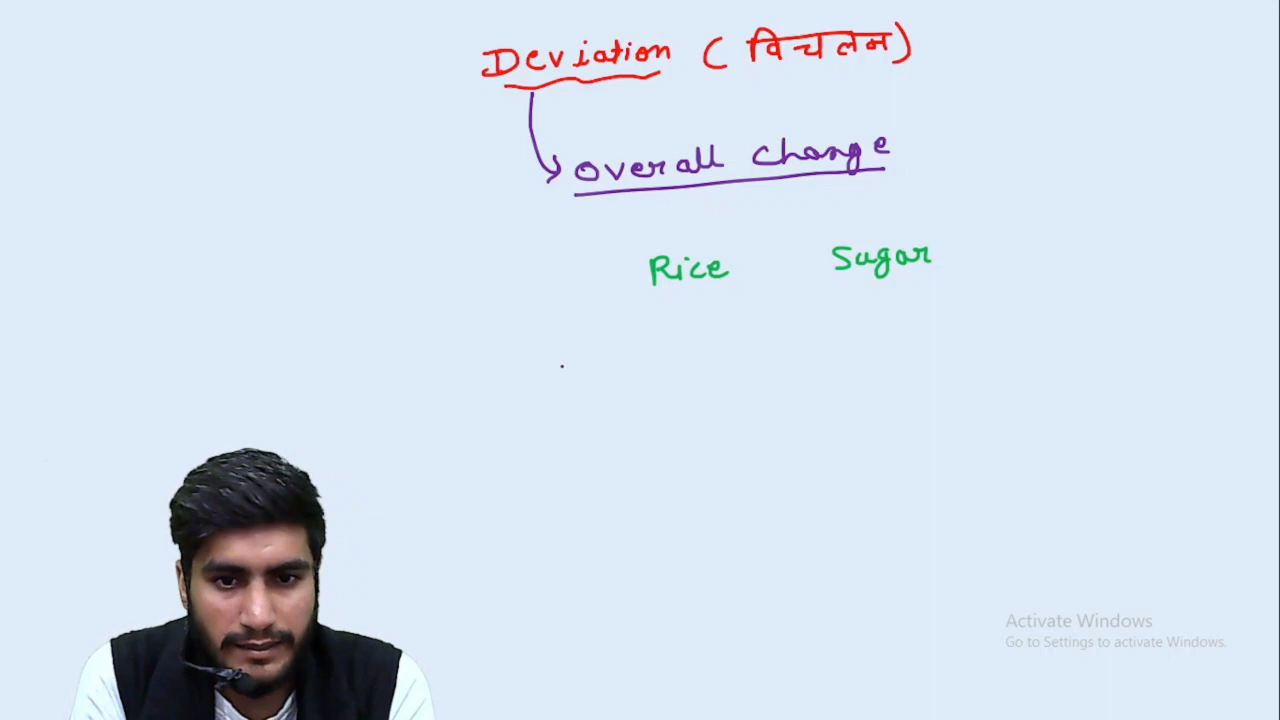 Deviation (विचलन)
overall change
Rice Sugar
Activate Windows
Go to Settings to activate Windows.